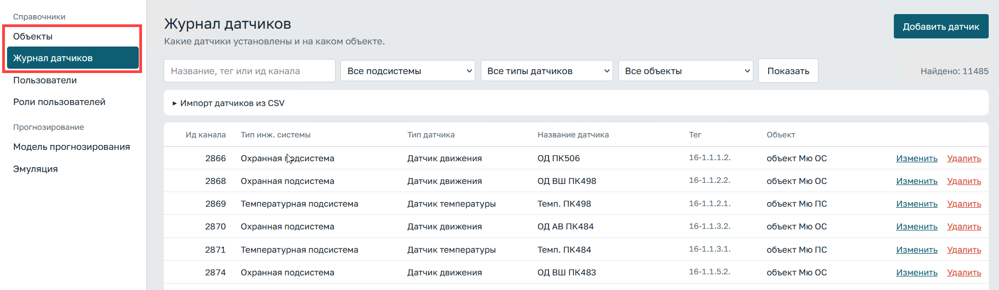 Справочники
Объекты
Журнал датчиков
Пользователи
Роли пользователей
Прогнозирование
Модель прогнозирования
Эмуляция
Журнал датчиков
Какие датчики установлены и на каком объекте.
Добавить датчик
Название, тег или ид канала
Все подсистемы
Все типы датчиков
Все объекты
Показать
Найдено: 11485
▸ Импорт датчиков из CSV
Ид канала Тип инж. системы Тип датчика Название датчика Тег Объект
2866 Охранная подсистема Датчик движения ОД ПК506 16-1.1.1.2. объект Мю ОС Изменить Удалить
2868 Охранная подсистема Датчик движения ОД ВШ ПК498 16-1.1.2.2. объект Мю ОС Изменить Удалить
2869 Температурная подсистема Датчик температуры Темп. ПК498 16-1.1.2.1. объект Мю ПС Изменить Удалить
2870 Охранная подсистема Датчик движения ОД АВ ПК484 16-1.1.3.2. объект Мю ОС Изменить Удалить
2871 Температурная подсистема Датчик температуры Темп. ПК484 16-1.1.3.1. объект Мю ПС Изменить Удалить
2874 Охранная подсистема Датчик движения ОД ВШ ПК483 16-1.1.5.2. объект Мю ОС Изменить Удалить